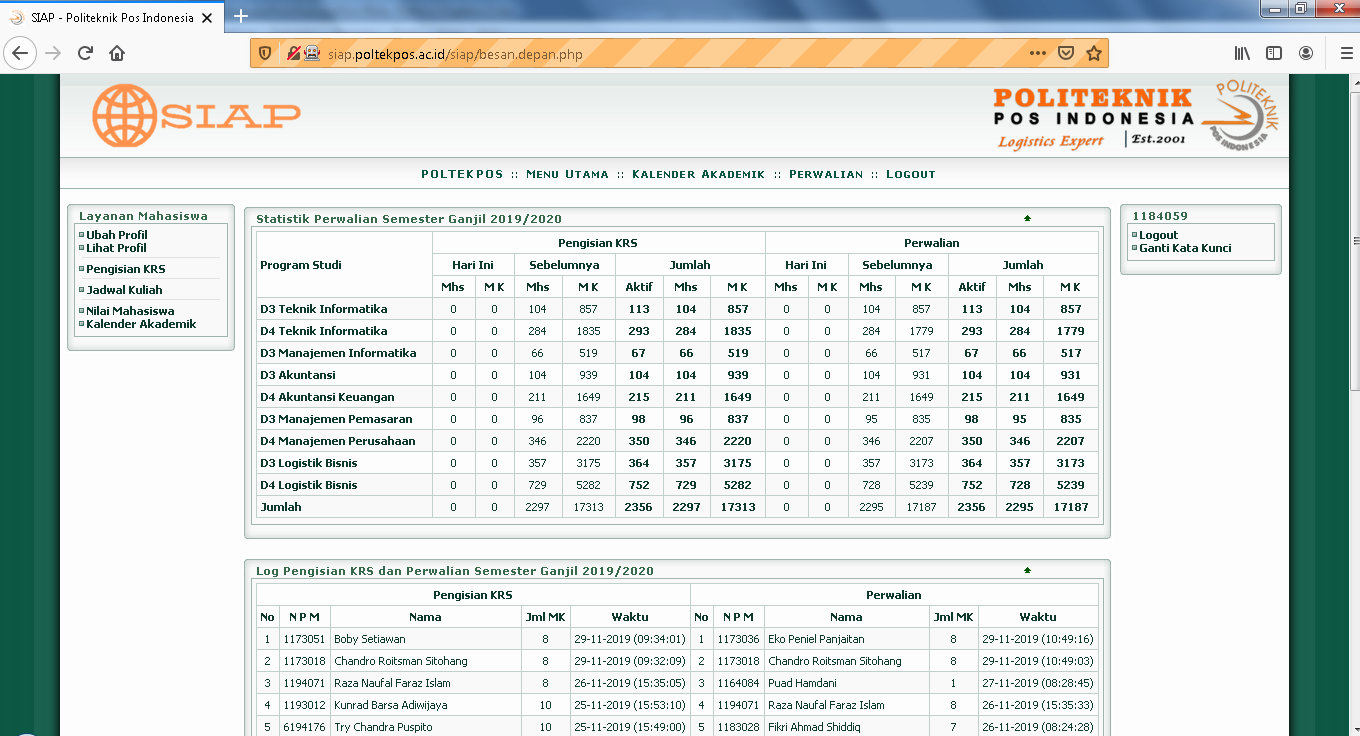 SIAP - Politeknik Pos Indonesia
siap.poltekpos.ac.id/siap/besan.depan.php
SIAP
POLITEKNIK
POS INDONESIA
Logistics Expert | Est.2001
POLITEKNIK POS INDONESIA
POLTEKPOS :: MENU UTAMA :: KALENDER AKADEMIK :: PERWALIAN :: LOGOUT
Layanan Mahasiswa
Ubah Profil
Lihat Profil
Pengisian KRS
Jadwal Kuliah
Nilai Mahasiswa
Kalender Akademik
Statistik Perwalian Semester Ganjil 2019/2020
Program Studi Pengisian KRS Perwalian
Hari Ini Sebelumnya Jumlah Hari Ini Sebelumnya Jumlah
Mhs M K Mhs M K Aktif Mhs M K Mhs M K Mhs M K Aktif Mhs M K
D3 Teknik Informatika 0 0 104 857 113 104 857 0 0 104 857 113 104 857
D4 Teknik Informatika 0 0 284 1835 293 284 1835 0 0 284 1779 293 284 1779
D3 Manajemen Informatika 0 0 66 519 67 66 519 0 0 66 517 67 66 517
D3 Akuntansi 0 0 104 939 104 104 939 0 0 104 931 104 104 931
D4 Akuntansi Keuangan 0 0 211 1649 215 211 1649 0 0 211 1649 215 211 1649
D3 Manajemen Pemasaran 0 0 96 837 98 96 837 0 0 95 835 98 95 835
D4 Manajemen Perusahaan 0 0 346 2220 350 346 2220 0 0 346 2207 350 346 2207
D3 Logistik Bisnis 0 0 357 3175 364 357 3175 0 0 357 3173 364 357 3173
D4 Logistik Bisnis 0 0 729 5282 752 729 5282 0 0 728 5239 752 728 5239
Jumlah 0 0 2297 17313 2356 2297 17313 0 0 2295 17187 2356 2295 17187
1184059
Logout
Ganti Kata Kunci
Log Pengisian KRS dan Perwalian Semester Ganjil 2019/2020
Pengisian KRS Perwalian
No N P M Nama Jml MK Waktu No N P M Nama Jml MK Waktu
1 1173051 Boby Setiawan 8 29-11-2019 (09:34:01) 1 1173036 Eko Peniel Panjaitan 8 29-11-2019 (10:49:16)
2 1173018 Chandro Roitsman Sitohang 8 29-11-2019 (09:32:09) 2 1173018 Chandro Roitsman Sitohang 8 29-11-2019 (10:49:03)
3 1194071 Raza Naufal Faraz Islam 8 26-11-2019 (15:35:05) 3 1164084 Puad Hamdani 1 27-11-2019 (08:28:45)
4 1193012 Kunrad Barsa Adiwijaya 10 25-11-2019 (15:53:10) 4 1194071 Raza Naufal Faraz Islam 8 26-11-2019 (15:35:33)
5 6194176 Try Chandra Puspito 10 25-11-2019 (15:49:00) 5 1183028 Fikri Ahmad Shiddiq 7 26-11-2019 (08:24:28)